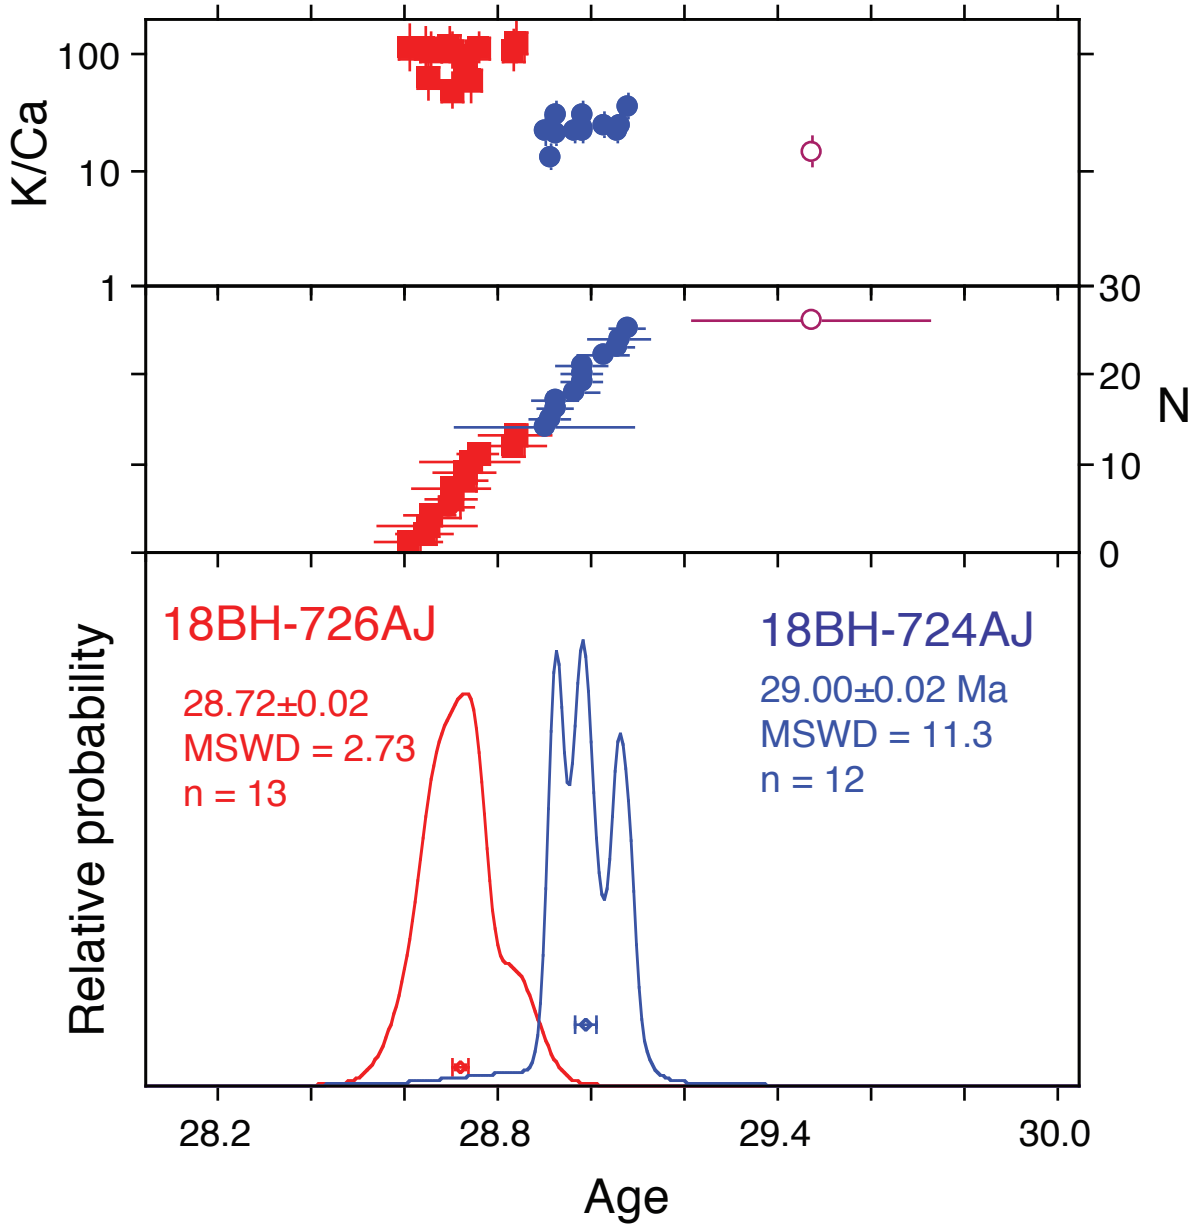 100
10
1
K/Ca
30
20
10
0
N
18BH-726AJ
28.72±0.02
MSWD = 2.73
n = 13
18BH-724AJ
29.00±0.02 Ma
MSWD = 11.3
n = 12
Relative probability
28.2 28.8 29.4 30.0
Age